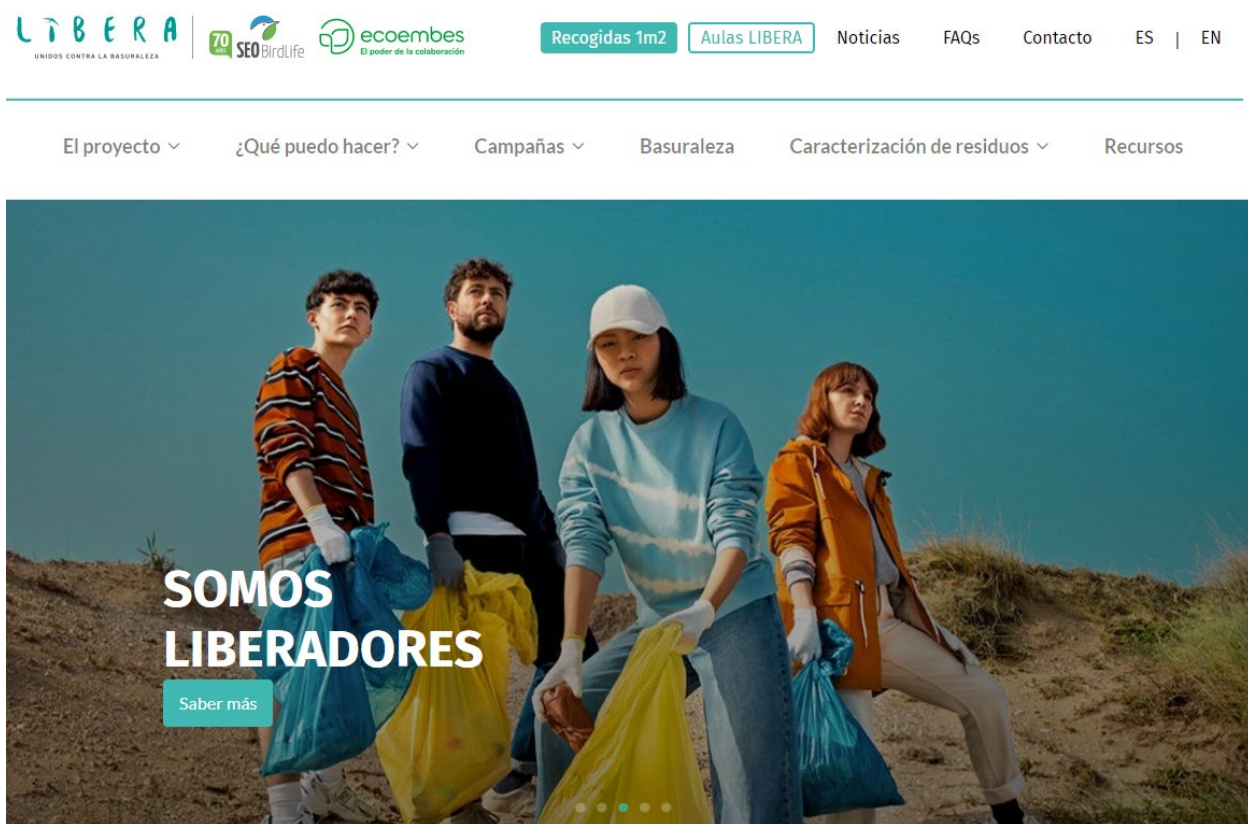 LIBERA
UNIDOS CONTRA LA BASURALEZA
70 AÑOS SEO BirdLife
ecoembes
El poder de la colaboración
Recogidas 1m2 Aulas LIBERA Noticias FAQs Contacto ES | EN
El proyecto ¿Qué puedo hacer? Campañas Basuraleza Caracterización de residuos Recursos
SOMOS
LIBERADORES
Saber más